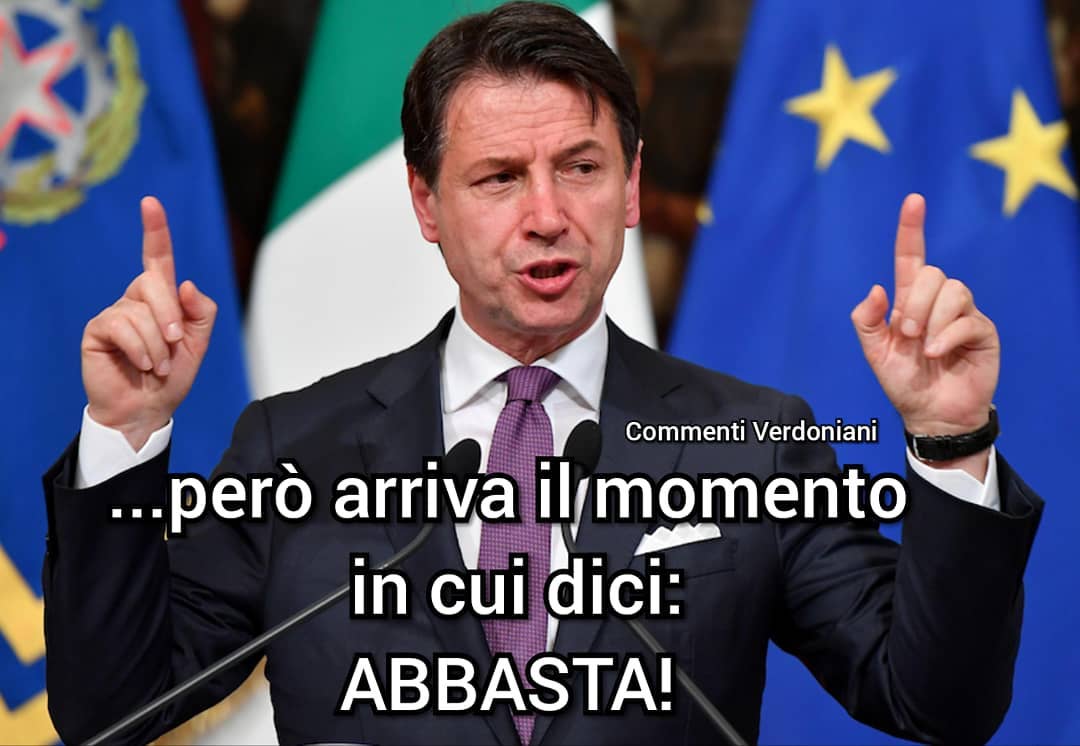 Commenti Verdoniani
...però arriva il momento
in cui dici:
ABBASTA!